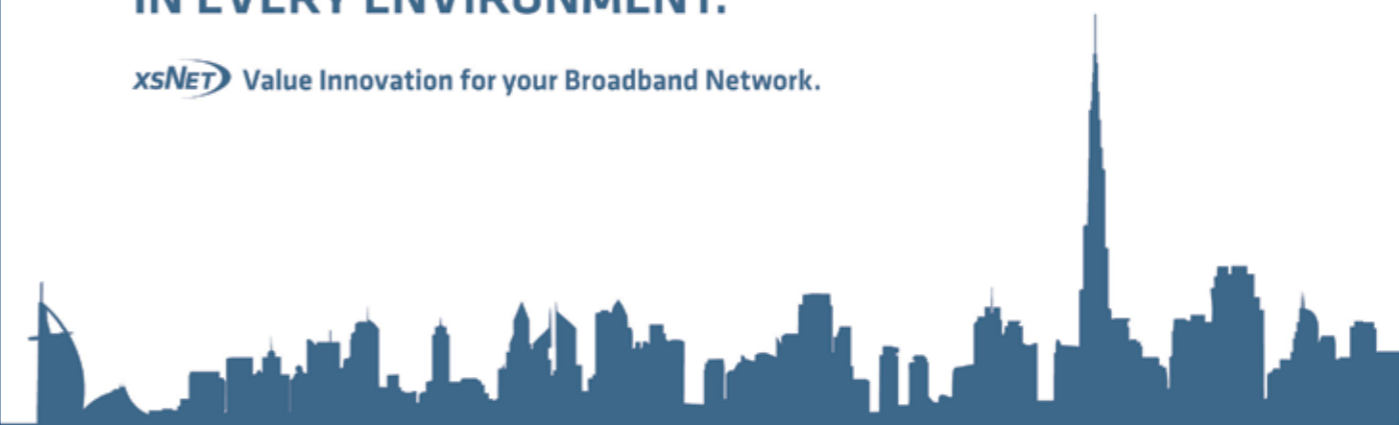 IN EVERY ENVIRONMENT.
xsNET Value Innovation for your Broadband Network.